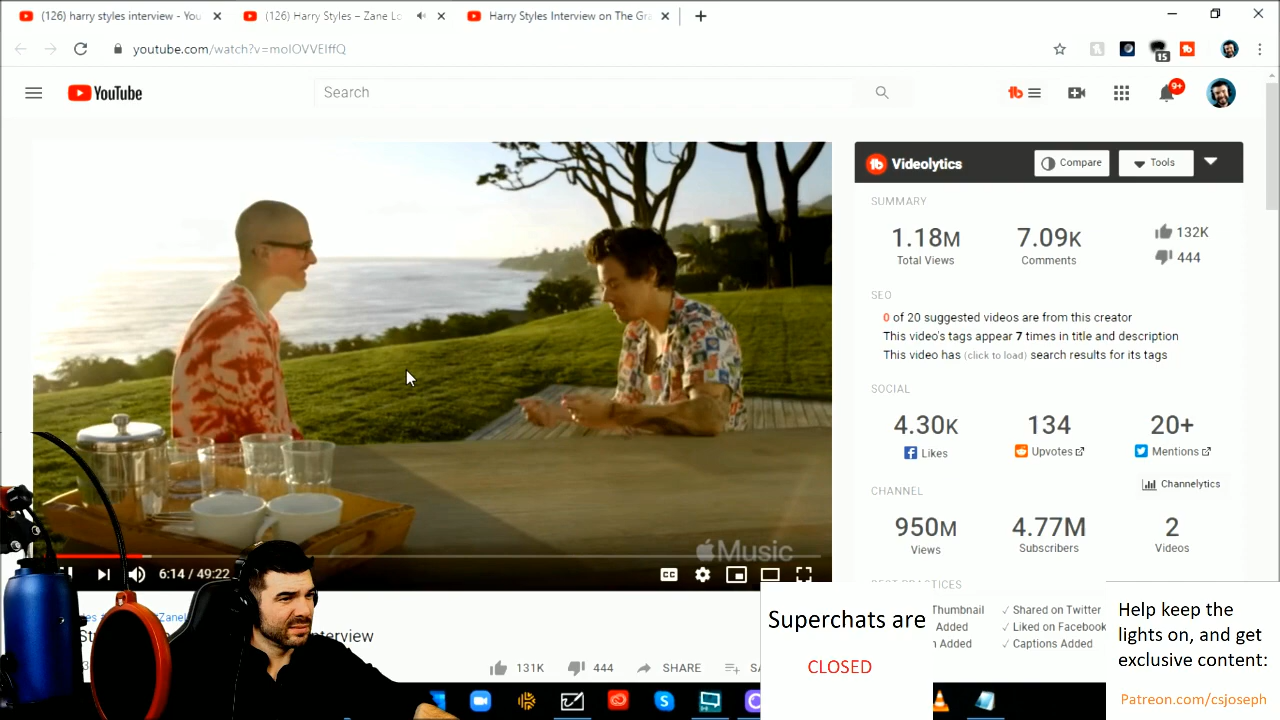 (126) harry styles interview - You
(126) Harry Styles – Zane Lo
Harry Styles Interview on The Gra
youtube.com/watch?v=moIOVVEIffQ
15
YouTube
Search
9+
Videolytics
Compare
Tools
SUMMARY
1.18M
7.09K
132K
Total Views
Comments
444
SEO
0 of 20 suggested videos are from this creator
This video's tags appear 7 times in title and description
This video has (click to load) search results for its tags
SOCIAL
4.30K
134
20+
Likes
Upvotes
Mentions
Channelytics
CHANNEL
950M
4.77M
2
Views
Subscribers
Videos
Music
6:14 / 49:22
Thumbnail
Shared on Twitter
Added
Liked on Facebook
Added
Captions Added
Superchats are
CLOSED
Help keep the
lights on, and get
exclusive content:
Patreon.com/csjoseph
131K
444
SHARE